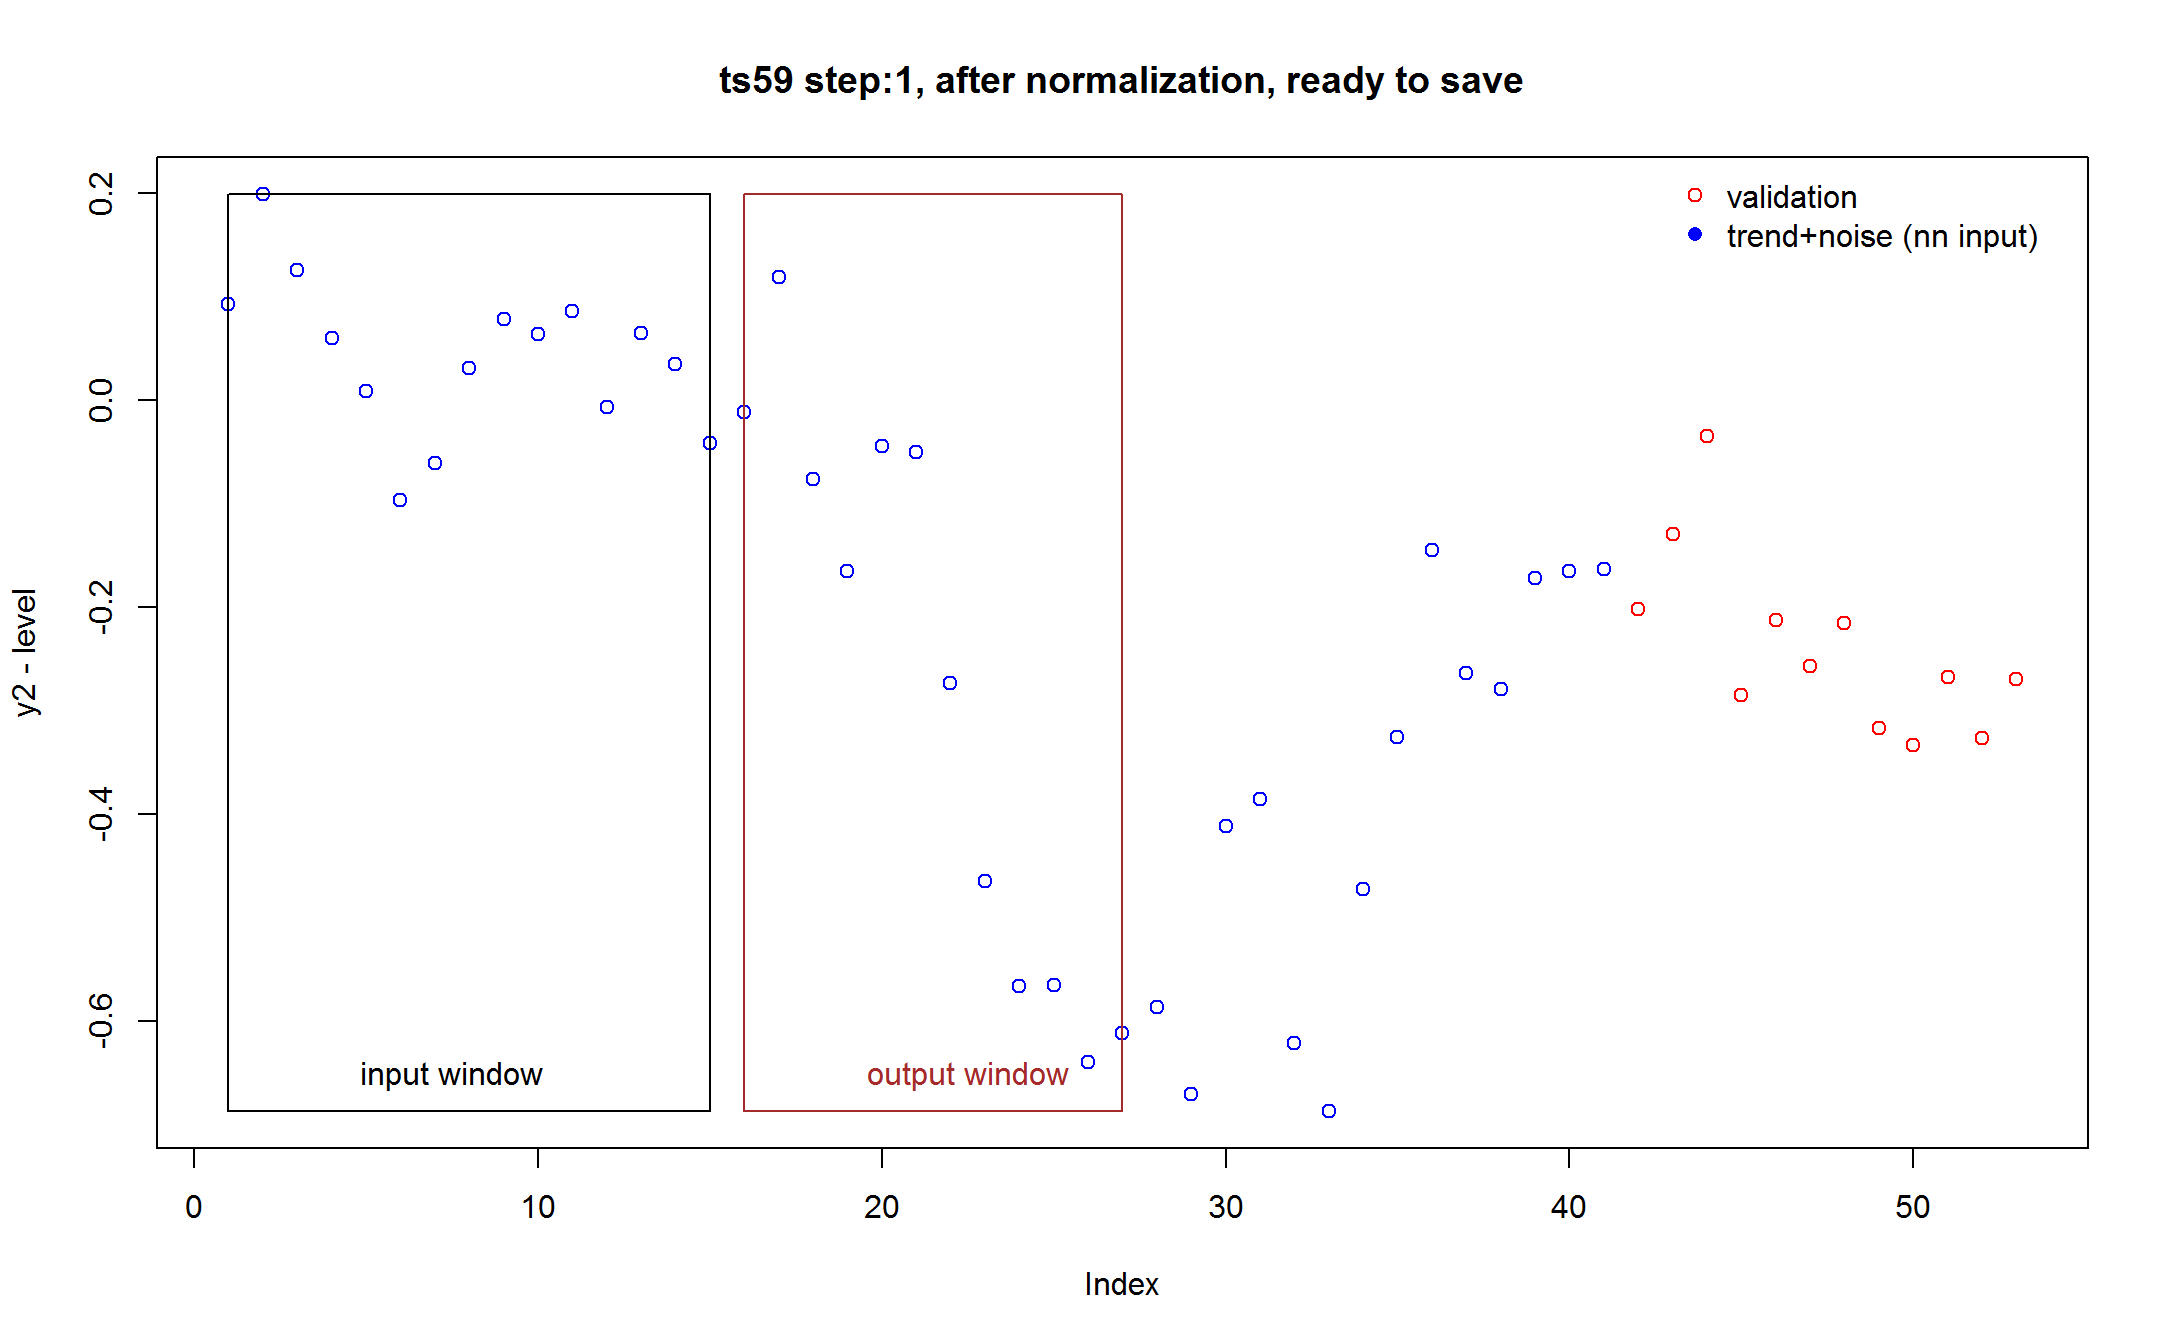 ts59 step:1, after normalization, ready to save
validation
trend+noise (nn input)
0.2
0.0
-0.2
-0.4
-0.6
y2 - level
input window
output window
0 10 20 30 40 50
Index